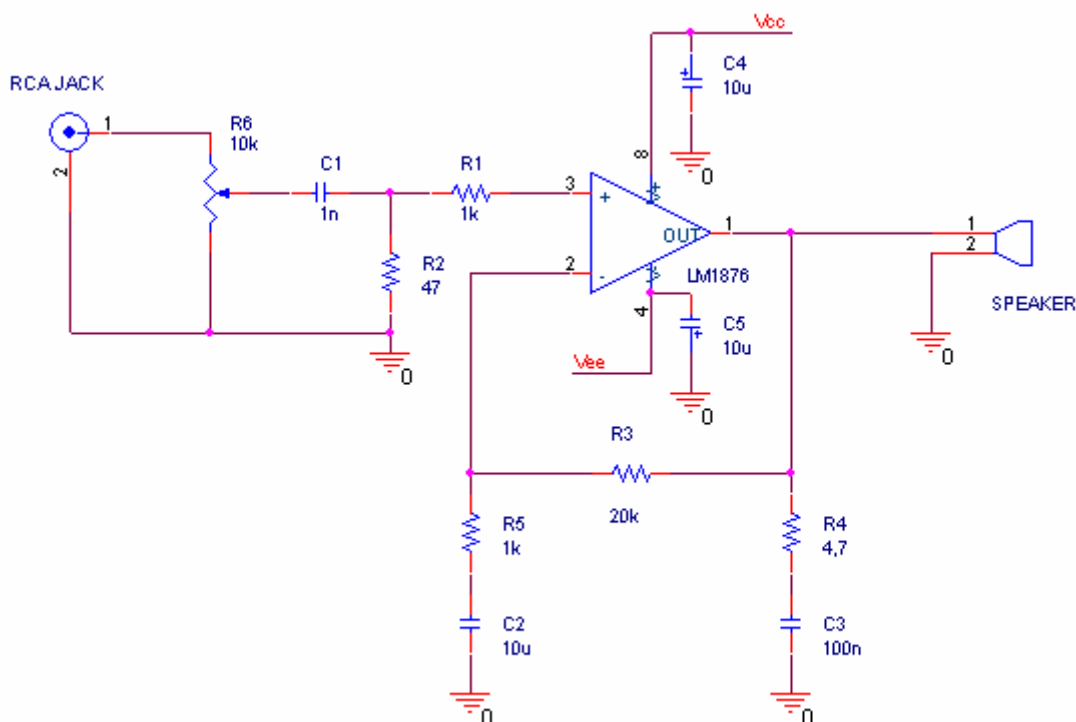 Vcc
C4
10u
RCA JACK
1
2
R6
10k
C1
1n
R1
1k
8
0
3
+
OUT
1
1
2
2
-
LM1876
R2
47
4
C5
10u
SPEAKER
0
0
Vee
0
R3
20k
R5
1k
R4
4,7
C2
10u
C3
100n
0
0